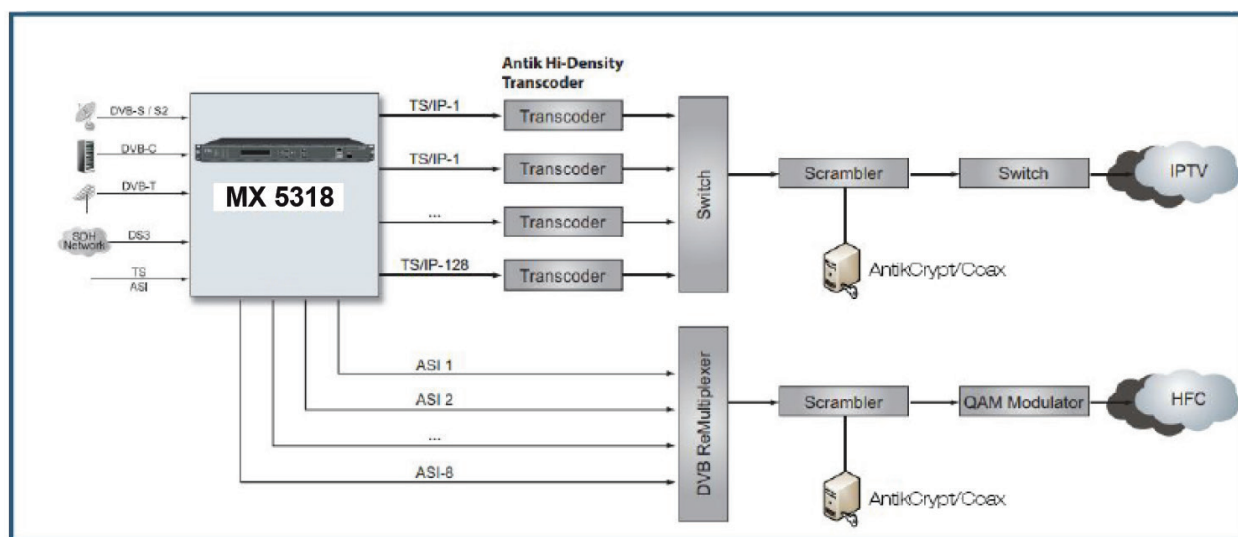 Antik Hi-Density
Transcoder
DVB-S / S2
DVB-C
DVB-T
SDH
Network
DS3
TS
ASI
MX 5318
TS/IP-1
TS/IP-1
...
TS/IP-128
Transcoder
Transcoder
Transcoder
Transcoder
Switch
Scrambler
Switch
IPTV
AntikCrypt/Coax
ASI 1
ASI 2
...
ASI-8
DVB ReMultiplexer
Scrambler
QAM Modulator
HFC
AntikCrypt/Coax